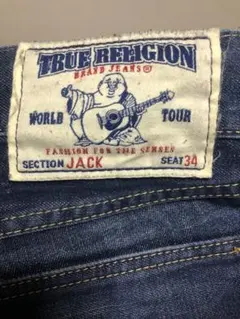 TRUE RELIGION
BRAND JEANS®
WORLD TOUR
FASHION FOR THE SENSES
SECTION JACK SEAT 34